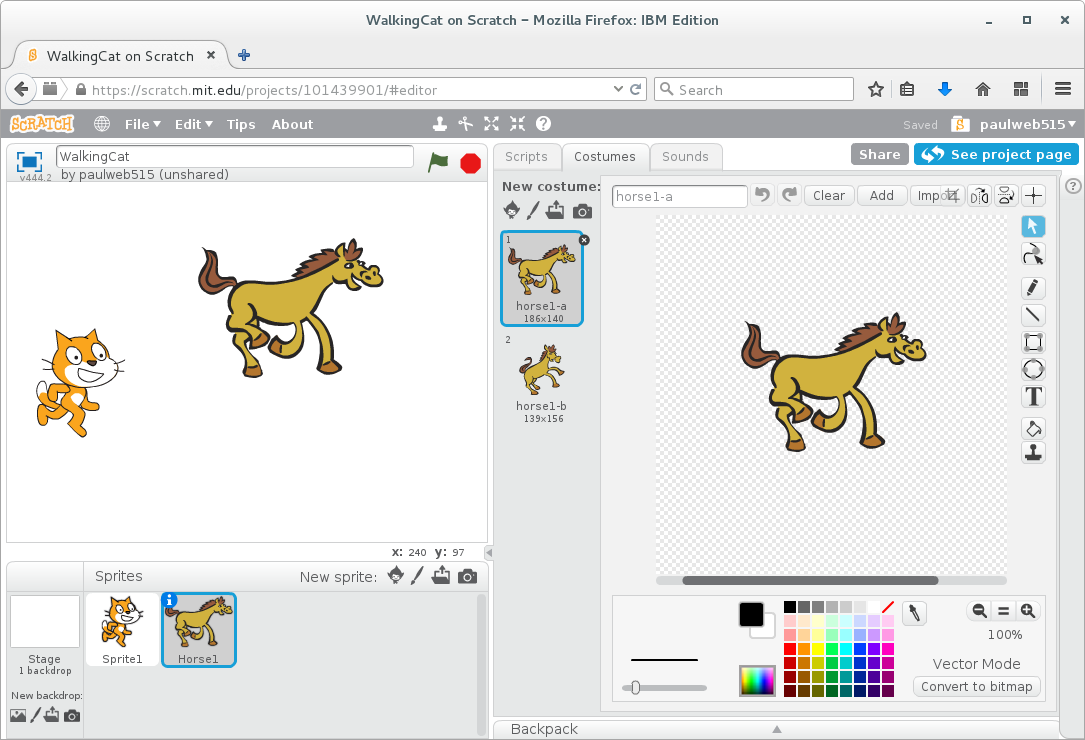 WalkingCat on Scratch – Mozilla Firefox: IBM Edition
WalkingCat on Scratch
https://scratch.mit.edu/projects/101439901/#editor
Search
SCRATCH
File
Edit
Tips
About
Saved
paulweb515
v444.2
WalkingCat
by paulweb515 (unshared)
Scripts
Costumes
Sounds
Share
See project page
New costume:
horse1-a
Clear
Add
Import
1
horse1-a
186x140
2
horse1-b
139x156
T
x: 240 y: 97
Sprites
New sprite:
Stage
1 backdrop
New backdrop:
Sprite1
Horse1
100%
Vector Mode
Convert to bitmap
Backpack